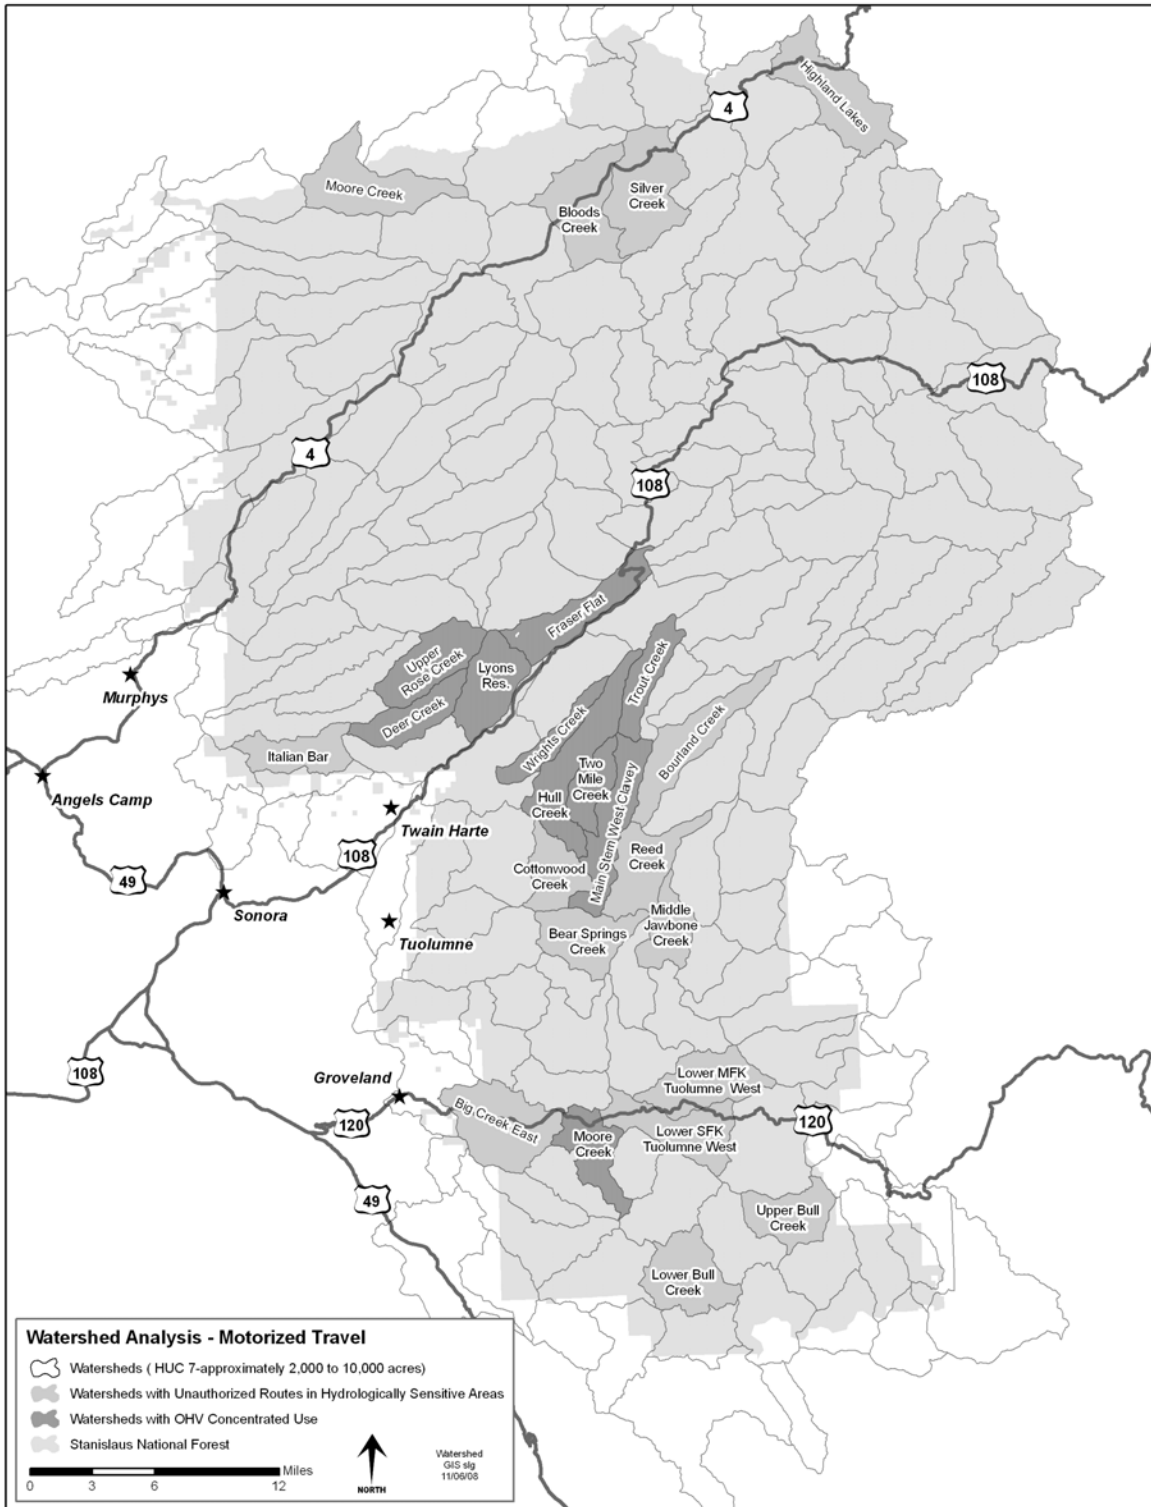 Highland Lakes
4
Moore Creek
Silver
Creek
Bloods
Creek
108
4
108
Fraser Flat
Upper
Rose Creek
Lyons
Res.
Trout Creek
Murphys
Deer Creek
Wrights Creek
Bourland Creek
Italian Bar
Two
Mile
Creek
Angels Camp
Hull
Creek
Main Stem West Clavey
Twain Harte
108
Reed
Creek
Cottonwood
Creek
49
Sonora
Middle
Jawbone
Creek
Tuolumne
Bear Springs
Creek
108
Groveland
Lower MFK
Tuolumne West
Big Creek East
120
120
Moore
Creek
Lower SFK
Tuolumne West
49
Upper Bull
Creek
Lower Bull
Creek
Watershed Analysis - Motorized Travel
Watersheds ( HUC 7-approximately 2,000 to 10,000 acres)
Watersheds with Unauthorized Routes in Hydrologically Sensitive Areas
Watersheds with OHV Concentrated Use
Stanislaus National Forest
Miles
0 3 6 12
NORTH
Watershed
GIS slg
11/06/08